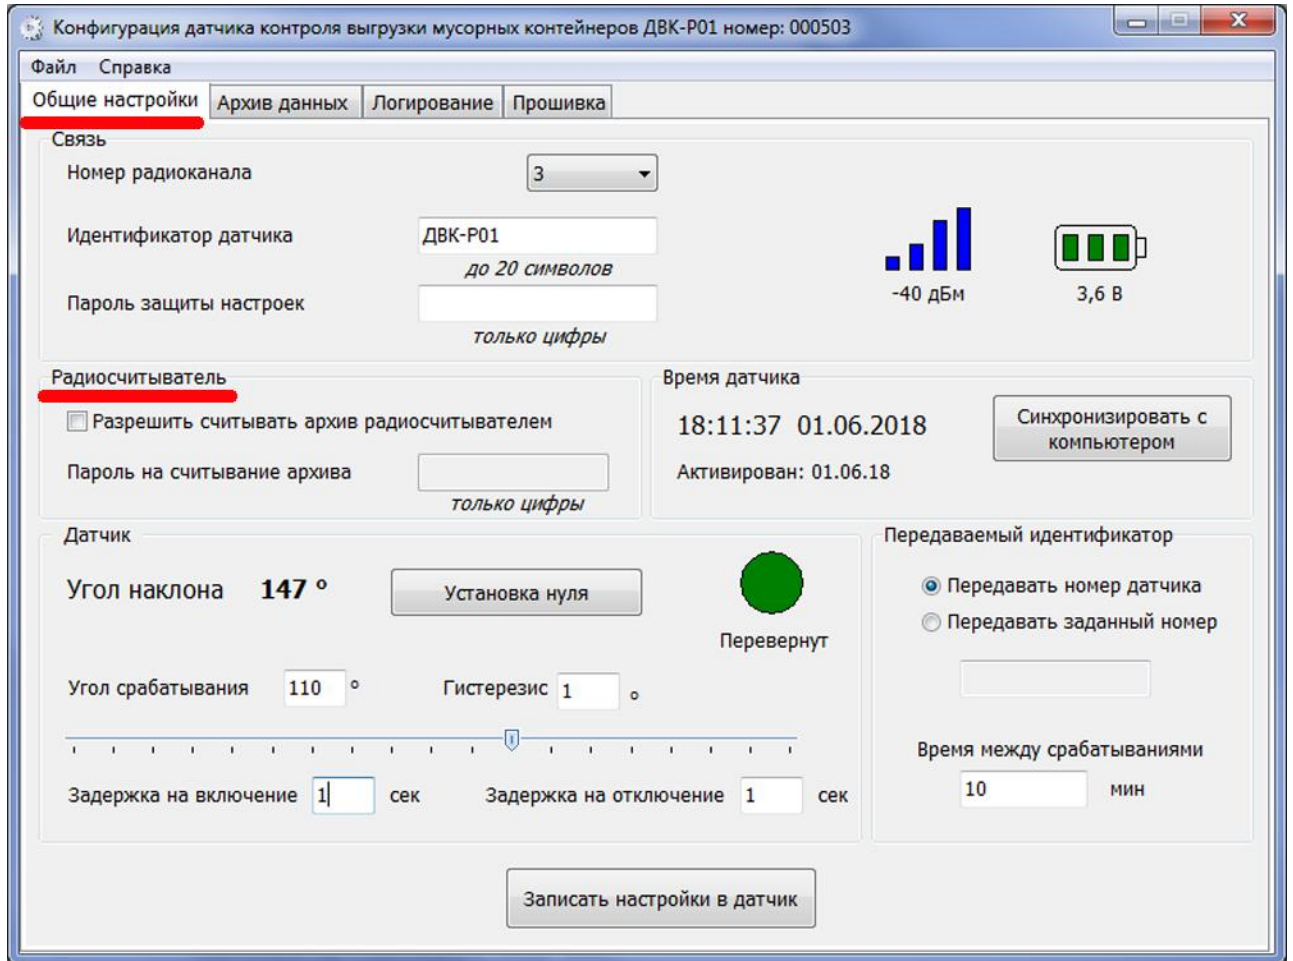 Конфигурация датчика контроля выгрузки мусорных контейнеров ДВК-Р01 номер: 000503
Файл Справка
Общие настройки Архив данных Логирование Прошивка
Связь
Номер радиоканала 3
Идентификатор датчика ДВК-Р01
до 20 символов
-40 дБм 3,6 В
Пароль защиты настроек
только цифры
Радиосчитыватель
Разрешить считывать архив радиосчитывателем
Пароль на считывание архива
только цифры
Время датчика
18:11:37 01.06.2018
Синхронизировать с
компьютером
Активирован: 01.06.18
Датчик
Угол наклона 147 °
Установка нуля
Перевернут
Угол срабатывания 110 °
Гистерезис 1 °
Задержка на включение 1 сек
Задержка на отключение 1 сек
Передаваемый идентификатор
Передавать номер датчика
Передавать заданный номер
Время между срабатываниями
10 мин
Записать настройки в датчик